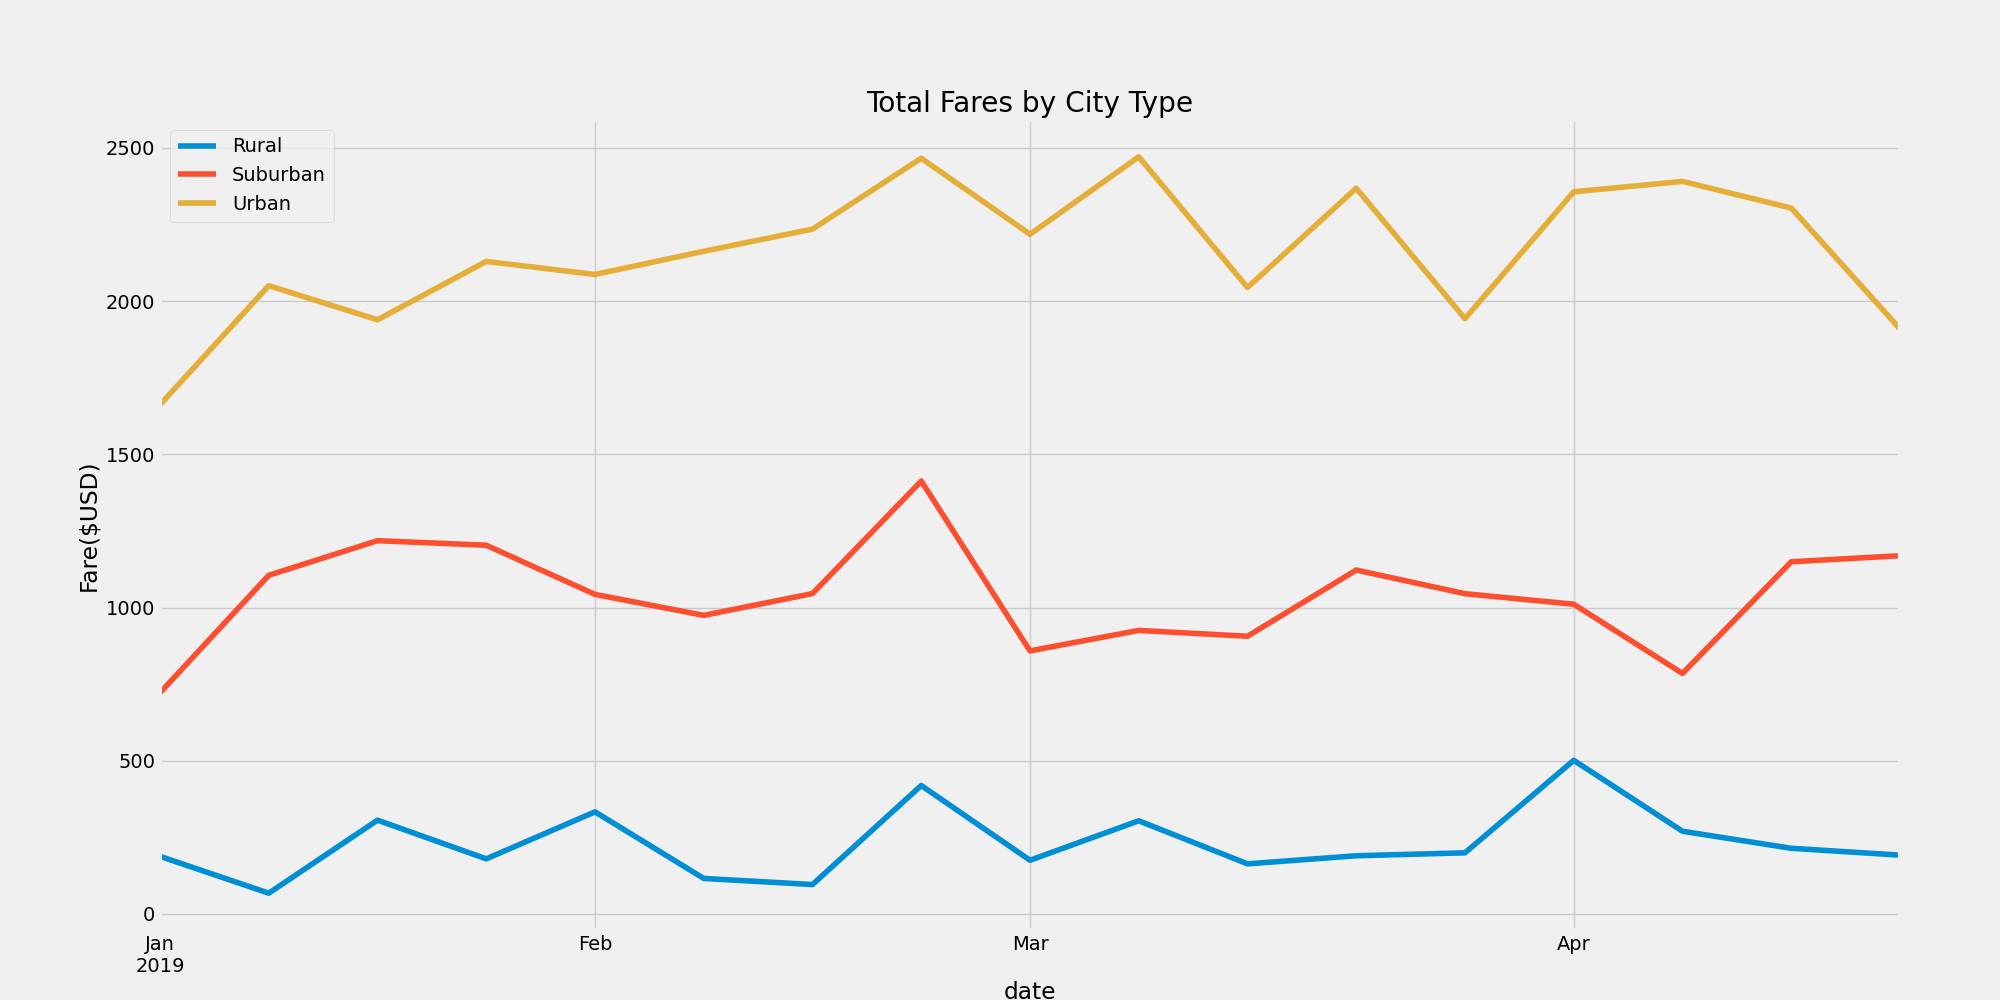 Total Fares by City Type
Rural
Suburban
Urban
2500
2000
1500
1000
500
0
Fare($USD)
Jan
2019
Feb
Mar
Apr
date